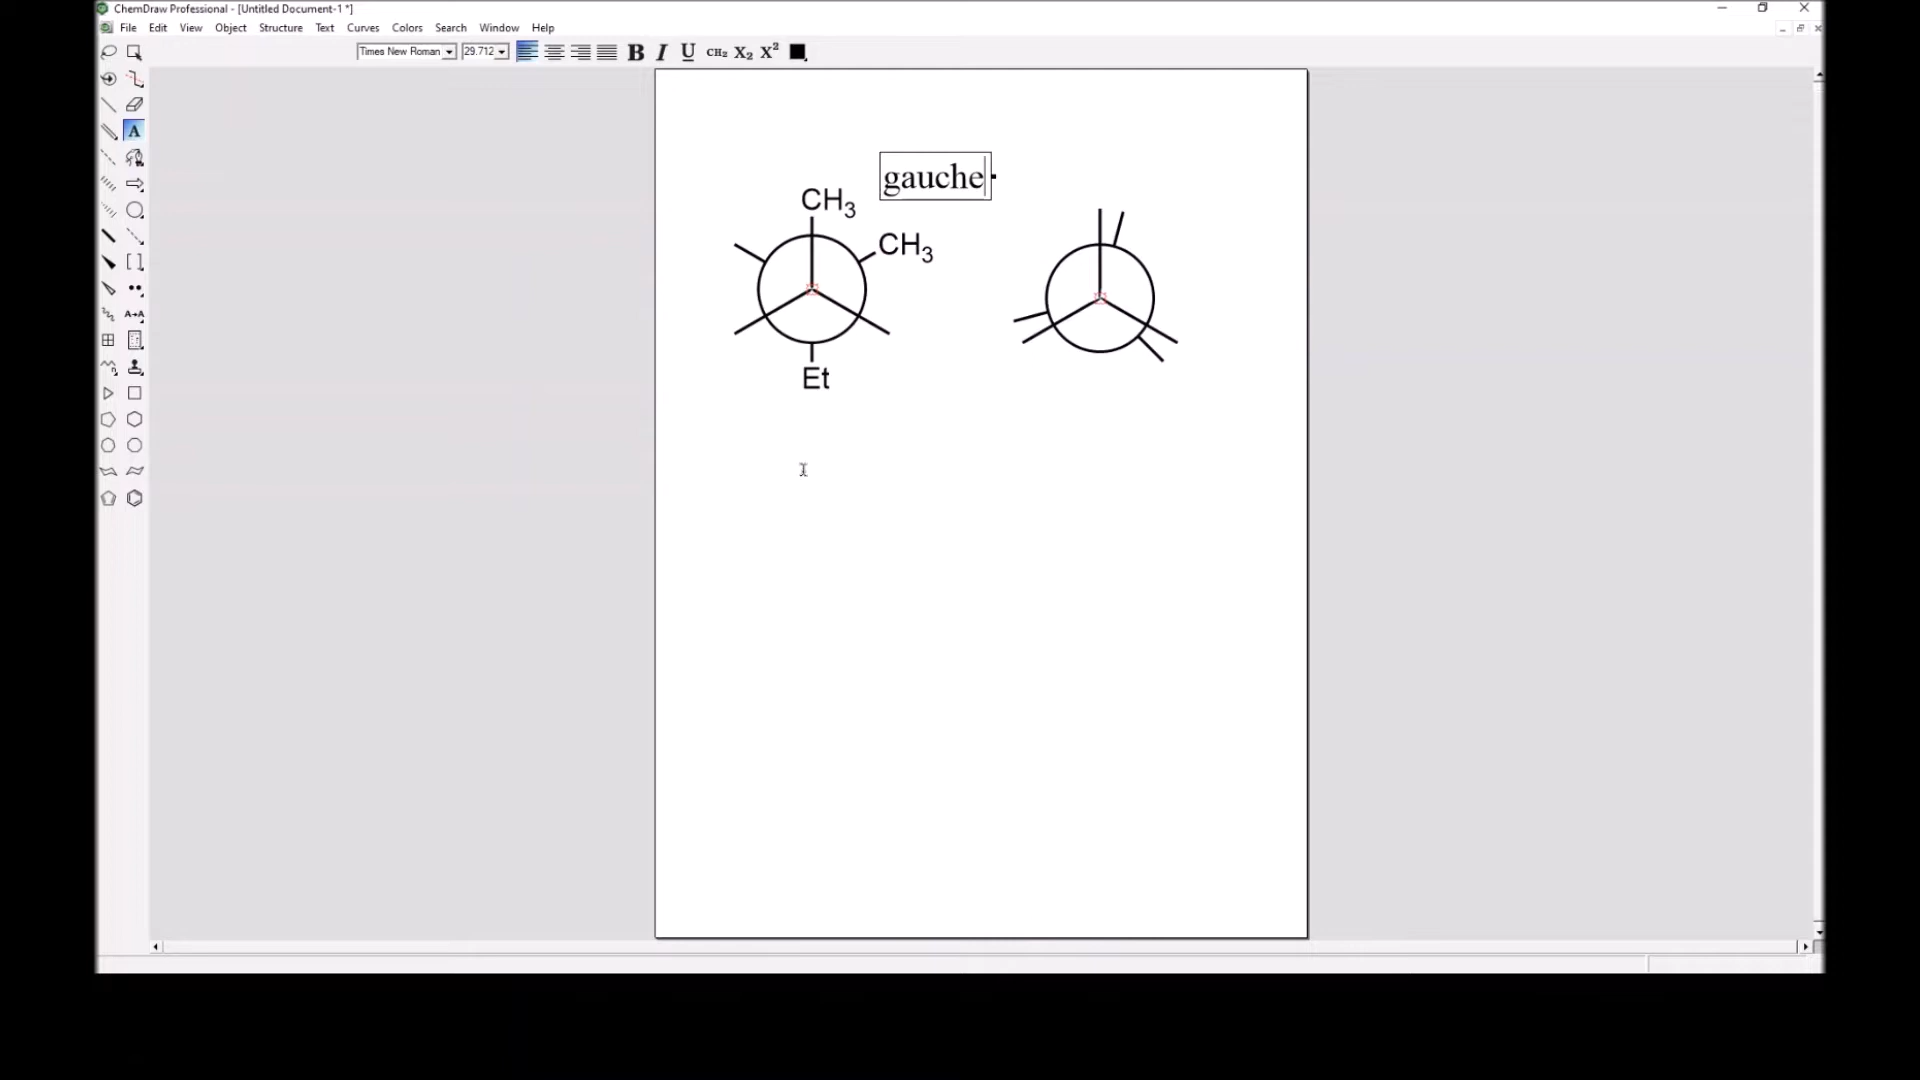 ChemDraw Professional - [Untitled Document-1 *]
File Edit View Object Structure Text Curves Colors Search Window Help
Times New Roman 29.712 B I U CH₂ X₂ X²
A
A→A
gauche
CH₃
CH₃
Et